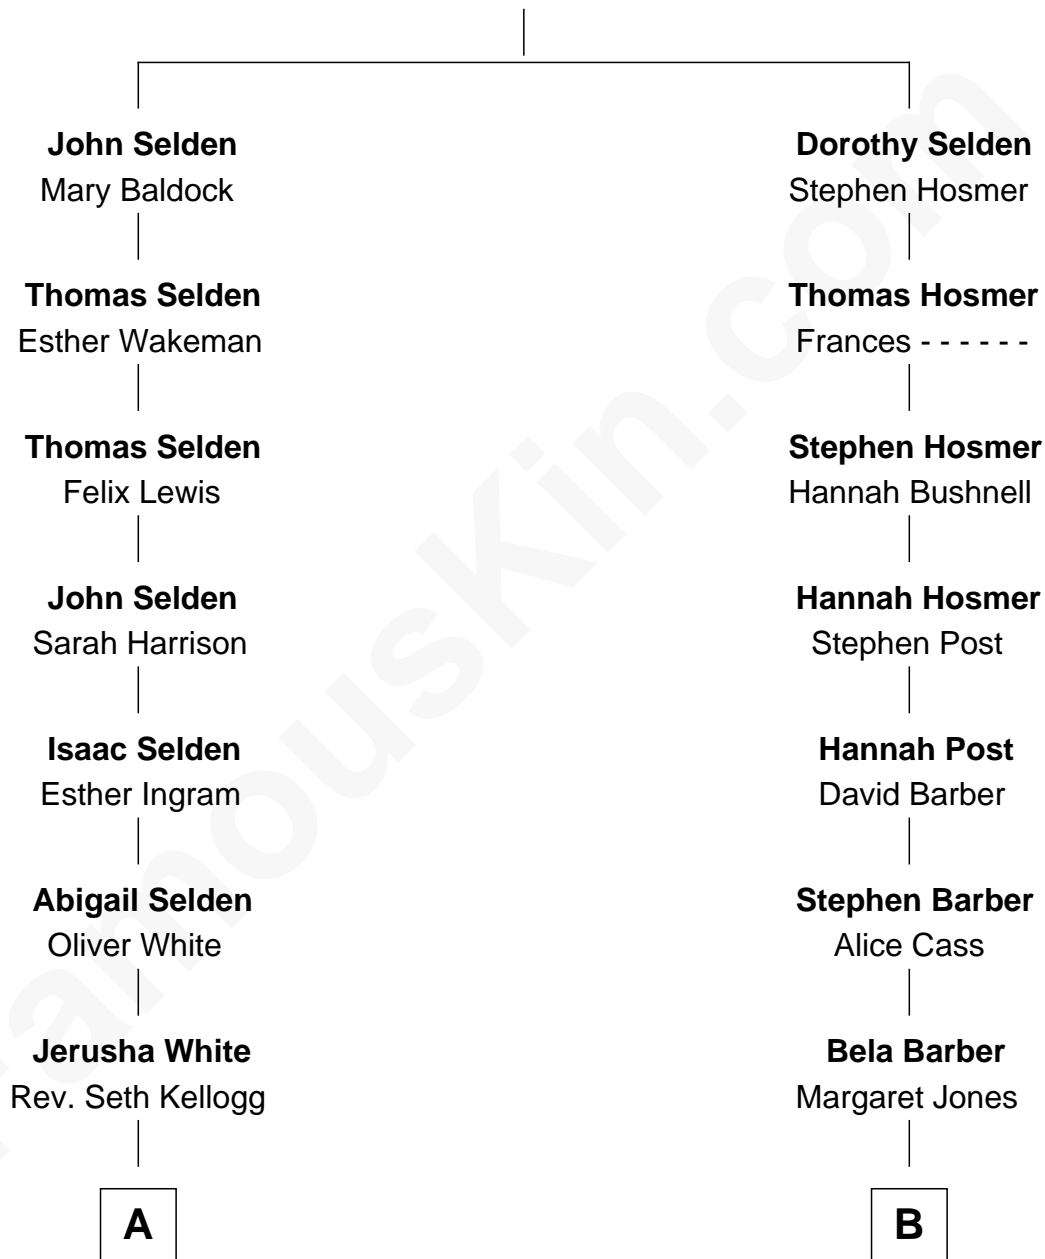 John Selden
Mary Baldock
Dorothy Selden
Stephen Hosmer
Thomas Selden
Esther Wakeman
Thomas Hosmer
Frances - - - - - -
Thomas Selden
Felix Lewis
Stephen Hosmer
Hannah Bushnell
John Selden
Sarah Harrison
Hannah Hosmer
Stephen Post
Isaac Selden
Esther Ingram
Hannah Post
David Barber
Abigail Selden
Oliver White
Stephen Barber
Alice Cass
Jerusha White
Rev. Seth Kellogg
Bela Barber
Margaret Jones
A
B
FamousKin.com